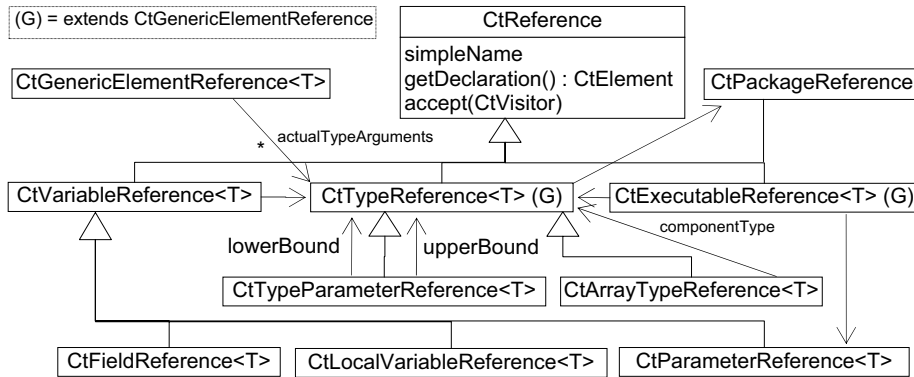 (G) = extends CtGenericElementReference
CtReference
simpleName
getDeclaration() : CtElement
accept(CtVisitor)
CtGenericElementReference<T>
CtPackageReference
actualTypeArguments
*
CtVariableReference<T>
CtTypeReference<T> (G)
CtExecutableReference<T> (G)
componentType
lowerBound
upperBound
CtTypeParameterReference<T>
CtArrayTypeReference<T>
CtFieldReference<T>
CtLocalVariableReference<T>
CtParameterReference<T>